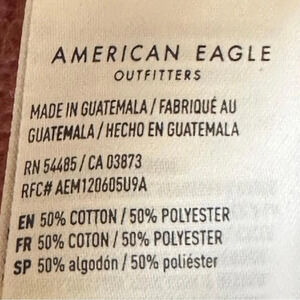 AMERICAN EAGLE
OUTFITTERS
MADE IN GUATEMALA / FABRIQUÉ AU
GUATEMALA / HECHO EN GUATEMALA
RN 54485 / CA 03873
RFC# AEM120605U9A
EN 50% COTTON / 50% POLYESTER
FR 50% COTON / 50% POLYESTER
SP 50% algodón / 50% poliéster